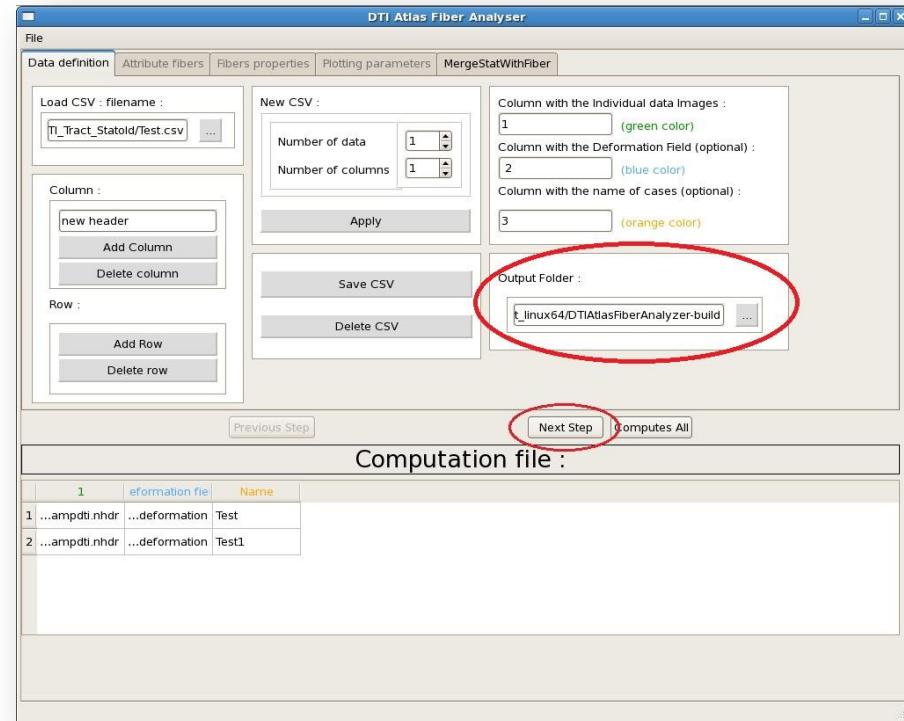 DTI Atlas Fiber Analyser
File
Data definition
Attribute fibers
Fibers properties
Plotting parameters
MergeStatWithFiber
Load CSV : filename :
TI_Tract_Statold/Test.csv
...
Column :
new header
Add Column
Delete column
Row :
Add Row
Delete row
New CSV :
Number of data
1
Number of columns
1
Apply
Save CSV
Delete CSV
Column with the Individual data Images :
1 (green color)
Column with the Deformation Field (optional) :
2 (blue color)
Column with the name of cases (optional) :
3 (orange color)
Output Folder :
t_linux64/DTIAtlasFiberAnalyzer-build
...
Previous Step
Next Step
Computes All
Computation file :
1 eformation fie Name
1 ...ampdti.nhdr ...deformation Test
2 ...ampdti.nhdr ...deformation Test1